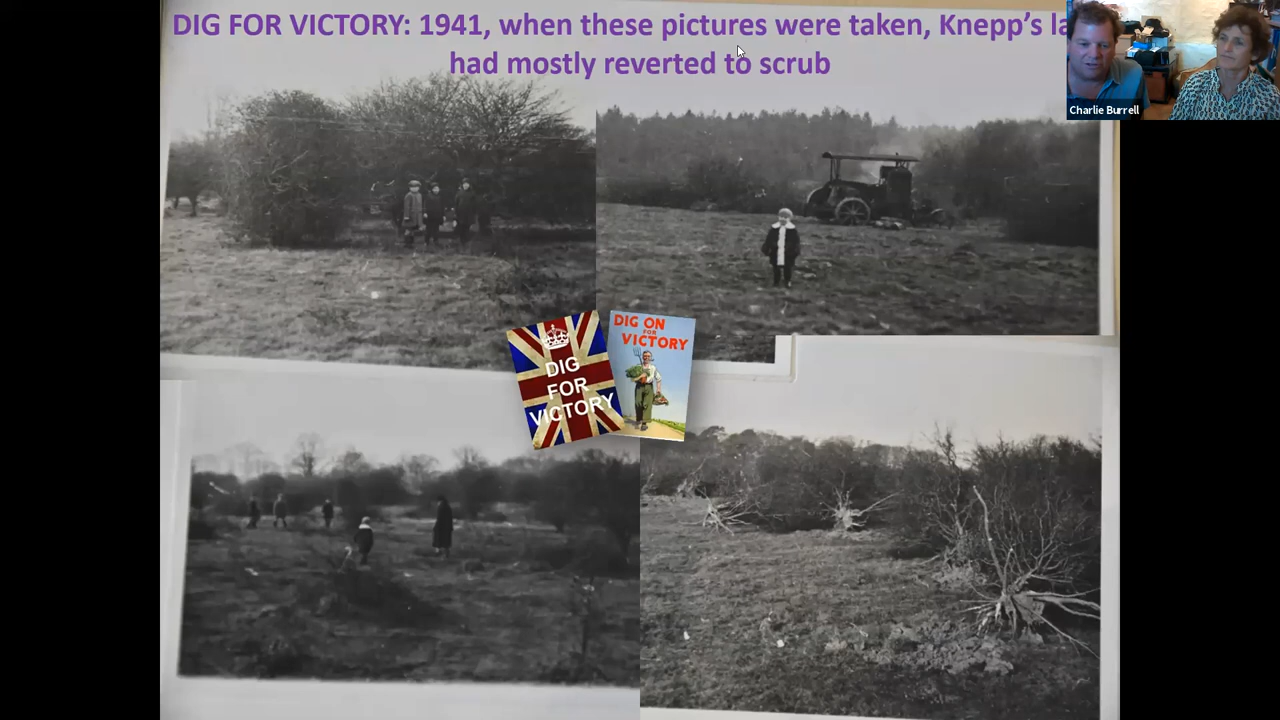 DIG FOR VICTORY: 1941, when these pictures were taken, Knepp’s la
had mostly reverted to scrub
Charlie Burrell
DIG
FOR
VICTORY
DIG ON
FOR
VICTORY